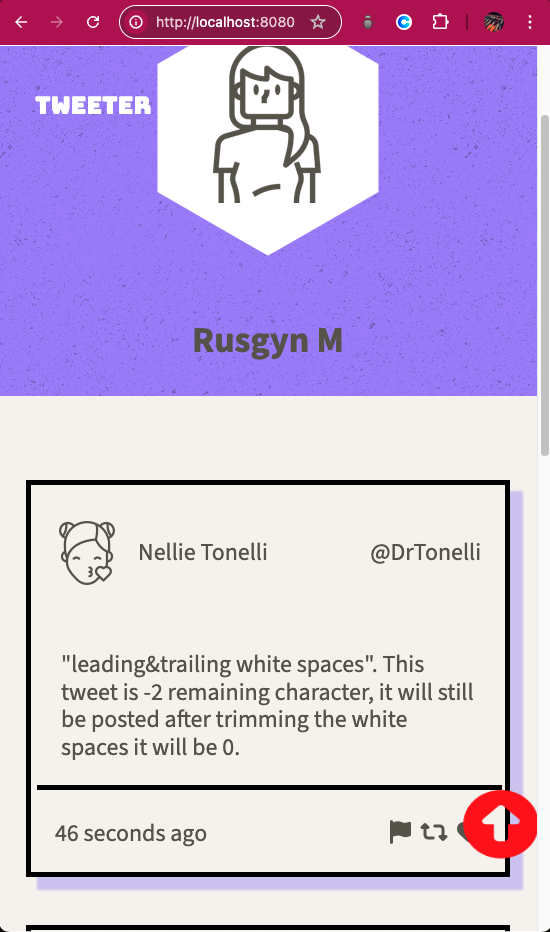 http://localhost:8080
TWEETER
Rusgyn M
Nellie Tonelli @DrTonelli
"leading&trailing white spaces". This
tweet is -2 remaining character, it will still
be posted after trimming the white
spaces it will be 0.
46 seconds ago